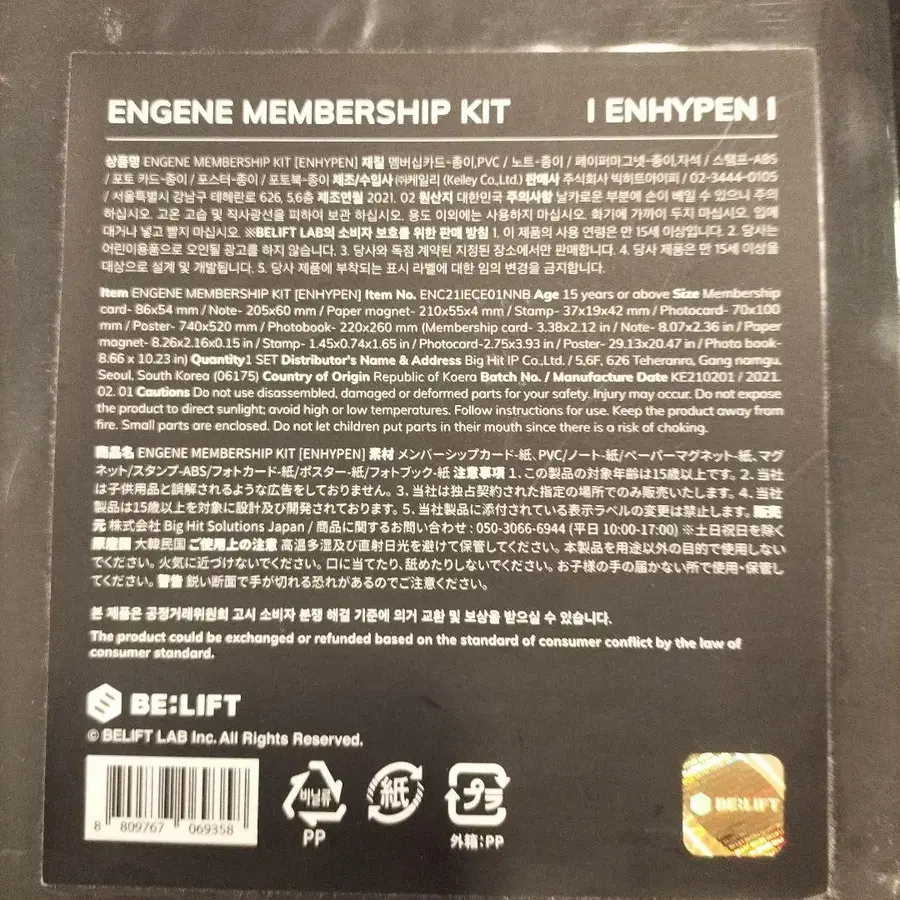 ENGENE MEMBERSHIP KIT
I ENHYPEN I
상품명 ENGENE MEMBERSHIP KIT [ENHYPEN] 재질 멤버십카드-종이,PVC / 노트-종이 / 페이퍼마그넷-종이,자석 / 스탬프-ABS
/ 포토 카드-종이 / 포스터-종이 / 포토북-종이 제조/수입사 ㈜케일리 (Keiley Co.,Ltd.) 판매사 주식회사 빅히트아이피 / 02-3444-0105
/ 서울특별시 강남구 테헤란로 626, 5,6층 제조연월 2021. 02 원산지 대한민국 주의사항 날카로운 부분에 손이 베일 수 있으니 주의
하십시오. 고온 고습 및 직사광선을 피하여 보관 하십시오. 용도 이외에는 사용하지 마십시오. 화기에 가까이 두지 마십시오. 입에
대거나 넣고 빨지 마십시오. ※BELIFT LAB의 소비자 보호를 위한 판매 방침 1. 이 제품의 사용 연령은 만 15세 이상입니다. 2. 당사는
어린이용품으로 오인될 광고를 하지 않습니다. 3. 당사와 독점 계약된 지정된 장소에서만 판매합니다. 4. 당사 제품은 만 15세 이상을
대상으로 설계 및 개발됩니다. 5. 당사 제품에 부착되는 표시 라벨에 대한 임의 변경을 금지합니다.
Item ENGENE MEMBERSHIP KIT [ENHYPEN] Item No. ENC21IECE01NNB Age 15 years or above Size Membership
card- 86x54 mm / Note- 205x60 mm / Paper magnet- 210x55x4 mm / Stamp- 37x19x42 mm / Photocard- 70x100
mm / Poster- 740x520 mm / Photobook- 220x260 mm (Membership card- 3.38x2.12 in / Note- 8.07x2.36 in / Paper
magnet- 8.26x2.16x0.15 in / Stamp- 1.45x0.74x1.65 in / Photocard-2.75x3.93 in / Poster- 29.13x20.47 in / Photo book-
8.66 x 10.23 in) Quantity1 SET Distributor's Name & Address Big Hit IP Co.,Ltd. / 5,6F, 626 Teheranro, Gang namgu,
Seoul, South Korea (06175) Country of Origin Republic of Koera Batch No. / Manufacture Date KE210201 / 2021.
02. 01 Cautions Do not use disassembled, damaged or deformed parts for your safety. Injury may occur. Do not expose
the product to direct sunlight; avoid high or low temperatures. Follow instructions for use. Keep the product away from
fire. Small parts are enclosed. Do not let children put parts in their mouth since there is a risk of choking.
商品名 ENGENE MEMBERSHIP KIT [ENHYPEN] 素材 メンバーシップカード-紙、PVC/ノート-紙/ペーパーマグネット-紙、マグ
ネット/スタンプ-ABS/フォトカード-紙/ポスター-紙/フォトブック-紙 注意事項 1. この製品の対象年齢は15歳以上です。2. 当社
は子供用品と誤解されるような広告をしておりません。3. 当社は独占契約された指定の場所でのみ販売いたします。4. 当社
製品は15歳以上を対象に設計及び開発されております。5. 当社製品に添付されている表示ラベルの変更は禁止します。販売
元 株式会社 Big Hit Solutions Japan / 商品に関するお問い合わせ : 050-3066-6944 (平日 10:00-17:00) ※土日祝日を除く
原産国 大韓民国 ご使用上の注意 高温多湿及び直射日光を避けて保管してください。本製品を用途以外の目的で使用しない
でください。火気に近づけないでください。口に当てたり、舐めたりしないでください。お子様の手の届かない所で使用・保管し
てください。警告 鋭い断面で手が切れる恐れがあるのでご注意ください。
본 제품은 공정거래위원회 고시 소비자 분쟁 해결 기준에 의거 교환 및 보상을 받으실 수 있습니다.
The product could be exchanged or refunded based on the standard of consumer conflict by the law of
consumer standard.
BE:LIFT
© BELIFT LAB Inc. All Rights Reserved.
8 809767 069358
비닐류
PP
紙
プラ
外箱:PP
BE:LIFT